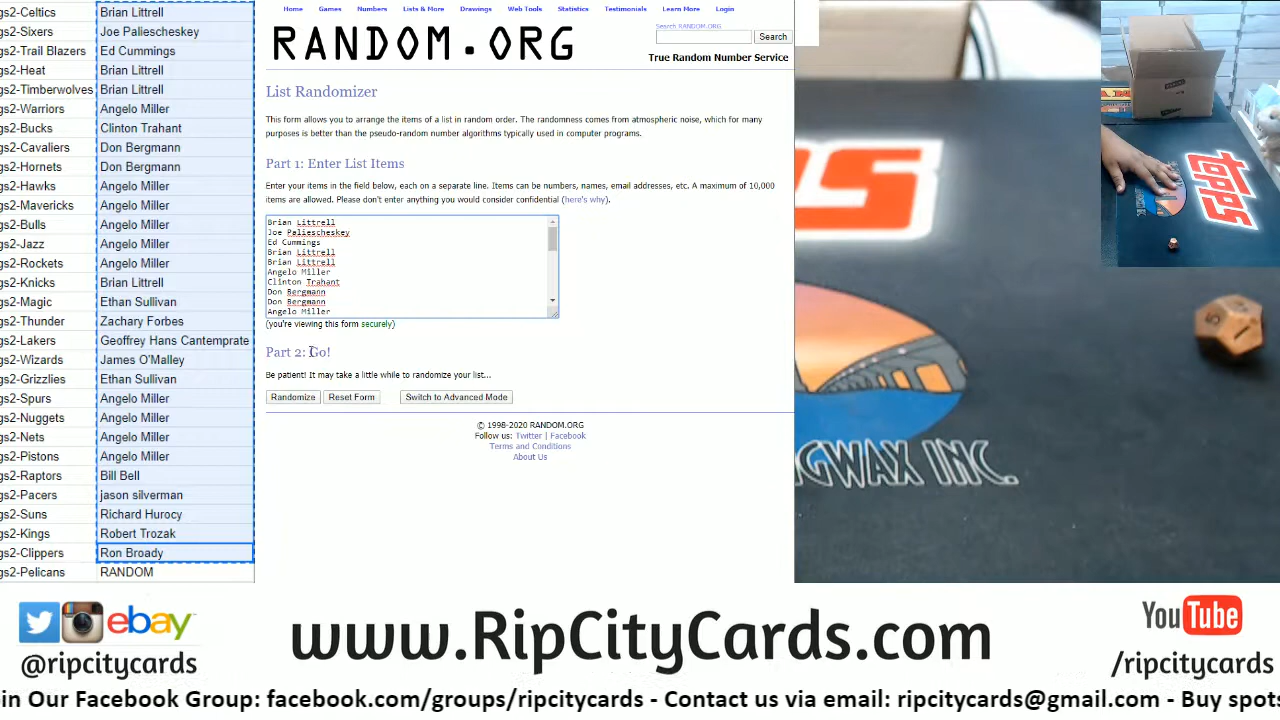 gs2-Celtics Brian Littrell
gs2-Sixers Joe Paliescheskey
gs2-Trail Blazers Ed Cummings
gs2-Heat Brian Littrell
gs2-Timberwolves Brian Littrell
gs2-Warriors Angelo Miller
gs2-Bucks Clinton Trahant
gs2-Cavaliers Don Bergmann
gs2-Hornets Don Bergmann
gs2-Hawks Angelo Miller
gs2-Mavericks Angelo Miller
gs2-Bulls Angelo Miller
gs2-Jazz Angelo Miller
gs2-Rockets Angelo Miller
gs2-Knicks Brian Littrell
gs2-Magic Ethan Sullivan
gs2-Thunder Zachary Forbes
gs2-Lakers Geoffrey Hans Cantemprate
gs2-Wizards James O'Malley
gs2-Grizzlies Ethan Sullivan
gs2-Spurs Angelo Miller
gs2-Nuggets Angelo Miller
gs2-Nets Angelo Miller
gs2-Pistons Angelo Miller
gs2-Raptors Bill Bell
gs2-Pacers jason silverman
gs2-Suns Richard Hurocy
gs2-Kings Robert Trozak
gs2-Clippers Ron Broady
gs2-Pelicans RANDOM
Home Games Numbers Lists & More Drawings Web Tools Statistics Testimonials Learn More Login
RANDOM.ORG
Search RANDOM.ORG
Search
True Random Number Service
List Randomizer
This form allows you to arrange the items of a list in random order. The randomness comes from atmospheric noise, which for many
purposes is better than the pseudo-random number algorithms typically used in computer programs.
Part 1: Enter List Items
Enter your items in the field below, each on a separate line. Items can be numbers, names, email addresses, etc. A maximum of 10,000
items are allowed. Please don't enter anything you would consider confidential (here's why).
Brian Littrell
Joe Paliescheskey
Ed Cummings
Brian Littrell
Brian Littrell
Angelo Miller
Clinton Trahant
Don Bergmann
Don Bergmann
Angelo Miller
(you're viewing this form securely)
Part 2: Go!
Be patient! It may take a little while to randomize your list...
Randomize Reset Form Switch to Advanced Mode
© 1998-2020 RANDOM.ORG
Follow us: Twitter | Facebook
Terms and Conditions
About Us
PS
GWAX INC.
5
topps
ebay
@ripcitycards
www.RipCityCards.com
YouTube
/ripcitycards
oin Our Facebook Group: facebook.com/groups/ripcitycards - Contact us via email: ripcitycards@gmail.com - Buy spots